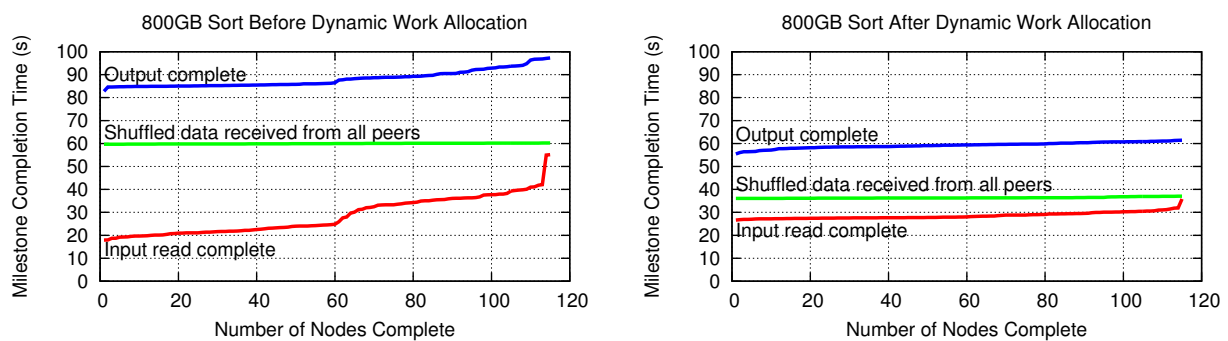 800GB Sort Before Dynamic Work Allocation
Milestone Completion Time (s)
100
90
80
70
60
50
40
30
20
10
0
Output complete
Shuffled data received from all peers
Input read complete
0 20 40 60 80 100 120
Number of Nodes Complete
800GB Sort After Dynamic Work Allocation
Milestone Completion Time (s)
100
90
80
70
60
50
40
30
20
10
0
Output complete
Shuffled data received from all peers
Input read complete
0 20 40 60 80 100 120
Number of Nodes Complete